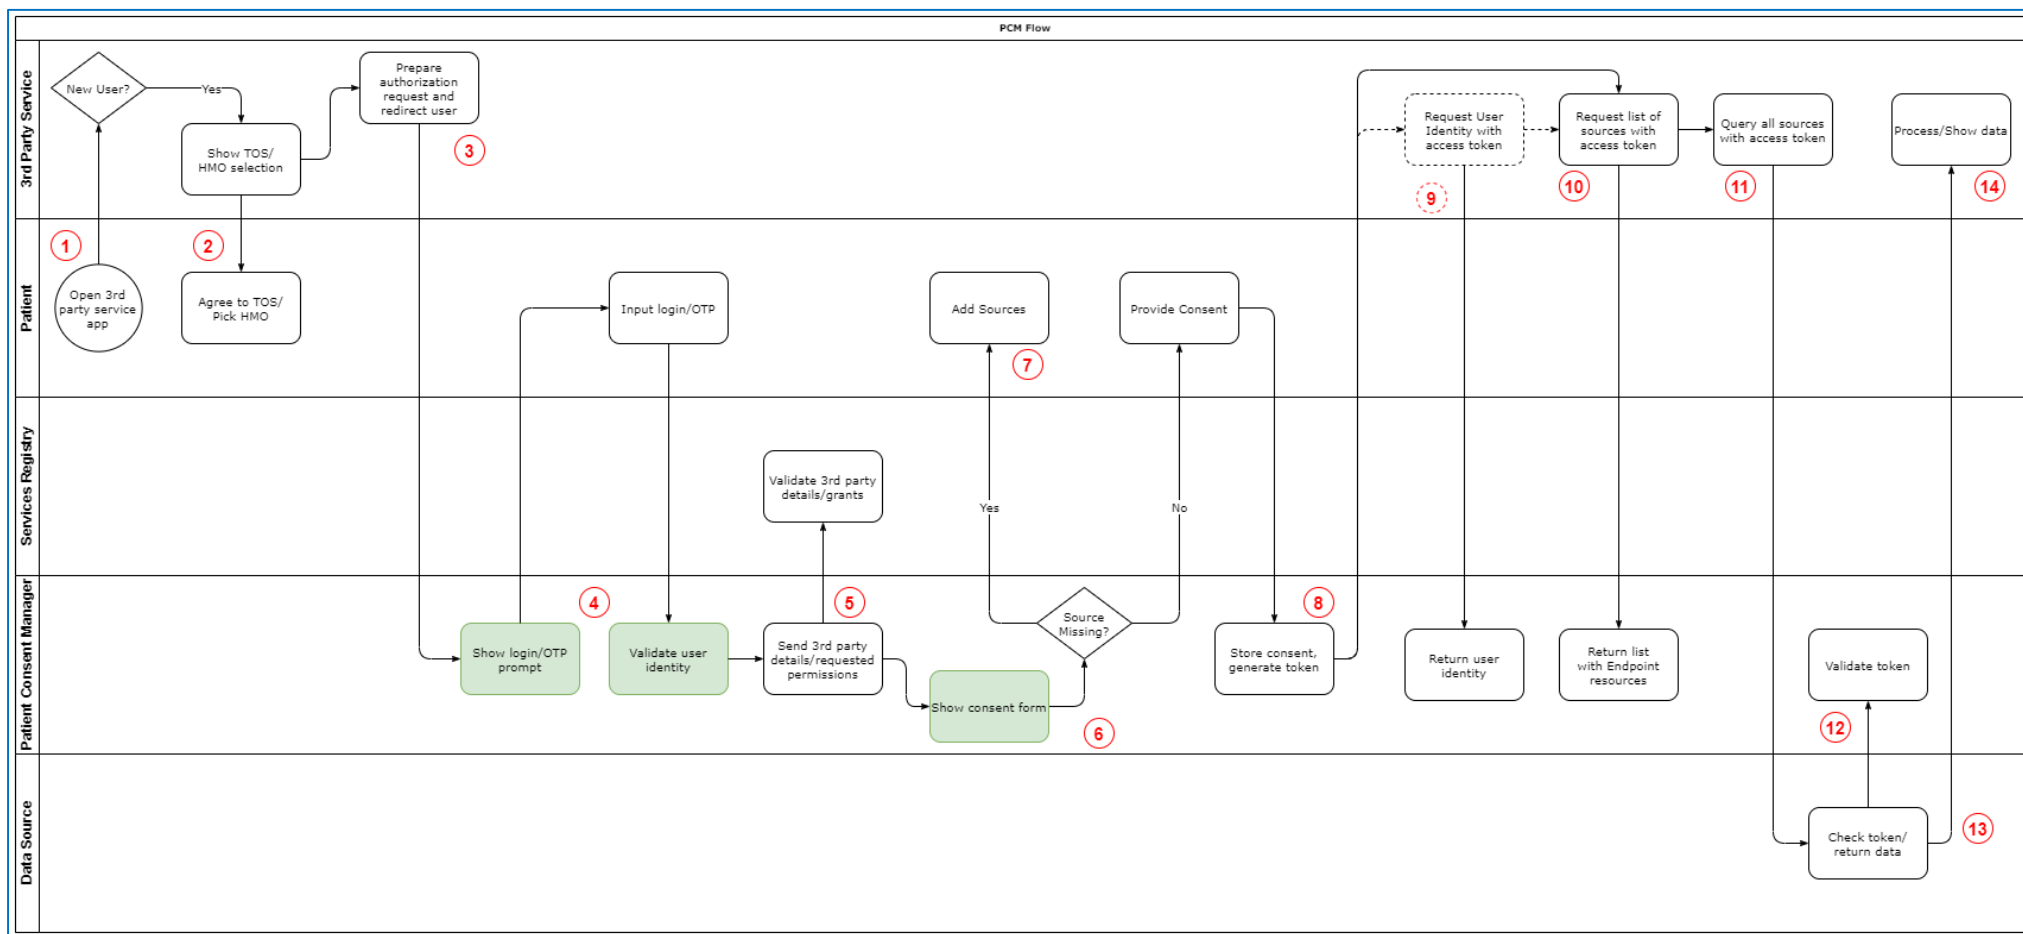 PCM Flow
3rd Party Service
New User?
Yes
Show TOS/
HMO selection
Prepare
authorization
request and
redirect user
3
Request User
Identity with
access token
9
Request list of
sources with
access token
10
Query all sources
with access token
11
Process/Show data
14
Patient
1
Open 3rd
party service
app
2
Agree to TOS/
Pick HMO
Input login/OTP
Add Sources
7
Provide Consent
Services Registry
Validate 3rd party
details/grants
Yes
No
Patient Consent Manager
Show login/OTP
prompt
4
Validate user
identity
5
Send 3rd party
details/requested
permissions
Show consent form
6
Source
Missing?
8
Store consent,
generate token
Return user
identity
Return list
with Endpoint
resources
Validate token
12
Data Source
Check token/
return data
13